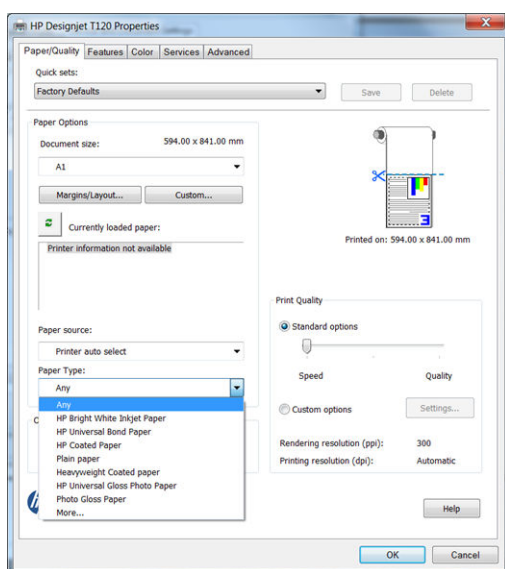 HP Designjet T120 Properties
Paper/Quality Features Color Services Advanced
Quick sets:
Factory Defaults
Save Delete
Paper Options
Document size: 594.00 x 841.00 mm
A1
Margins/Layout... Custom...
Currently loaded paper:
Printer information not available
Printed on: 594.00 x 841.00 mm
Paper source:
Printer auto select
Paper Type:
Any
Any
HP Bright White Inkjet Paper
HP Universal Bond Paper
HP Coated Paper
Plain paper
Heavyweight Coated paper
HP Universal Gloss Photo Paper
Photo Gloss Paper
More...
Print Quality
Standard options
Speed Quality
Custom options Settings...
Rendering resolution (ppi): 300
Printing resolution (dpi): Automatic
Help
OK Cancel